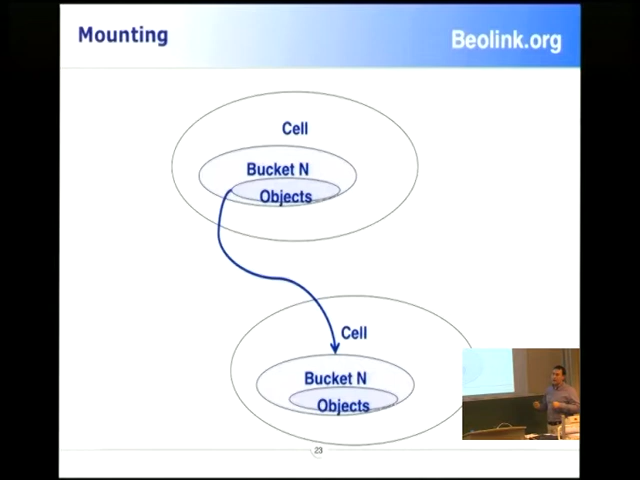 Mounting
Beolink.org
Cell
Bucket N
Objects
Cell
Bucket N
Objects
23